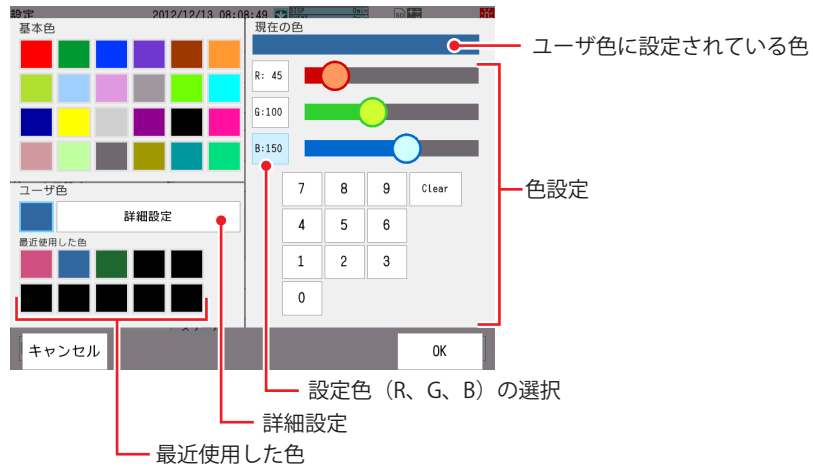 設定 2012/12/13 08:08:49 DISP
基本色
現在の色
ユーザ色に設定されている色
R: 45
G:100
B:150
色設定
7 8 9 Clear
4 5 6
1 2 3
0
ユーザ色
詳細設定
最近使用した色
キャンセル
OK
設定色（R、G、B）の選択
詳細設定
最近使用した色